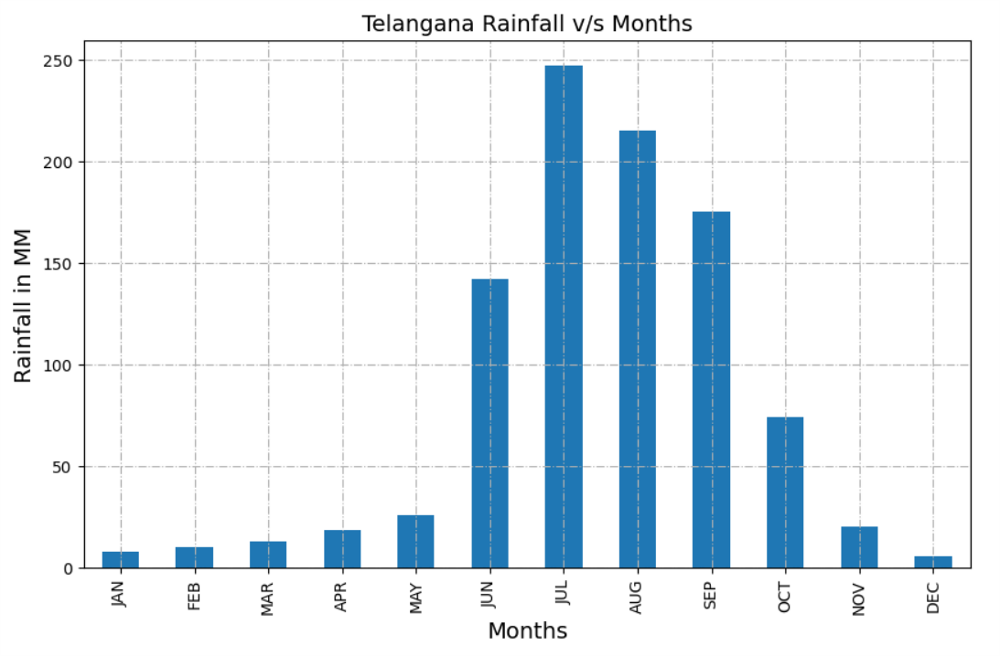 Telangana Rainfall v/s Months
250
200
150
100
50
0
Rainfall in MM
JAN FEB MAR APR MAY JUN JUL AUG SEP OCT NOV DEC
Months